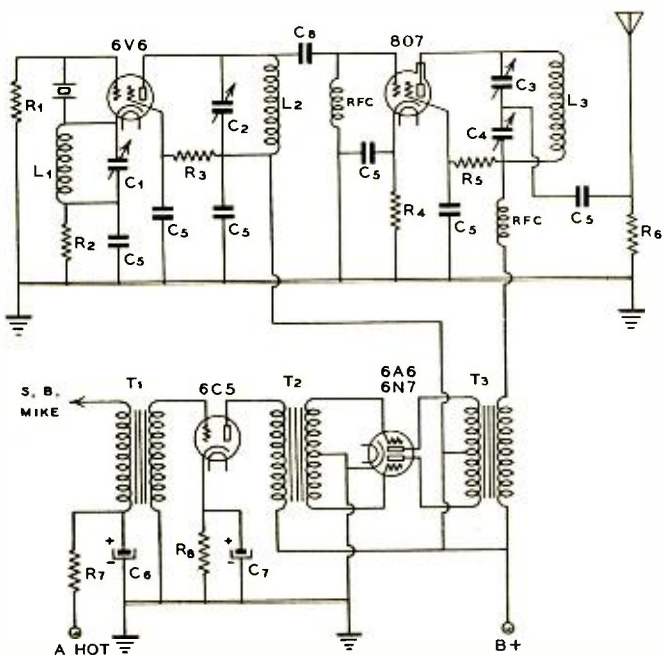 6V6
C8
807
R1
C2
L2
RFC
C3
L3
C4
L1
C1
R3
C5
R5
R2
C5
C5
C5
R4
C5
RFC
C5
R6
T1
6C5
T2
6A6
6N7
T3
S. B.
MIKE
R7
C6
R8
C7
A HOT
B+